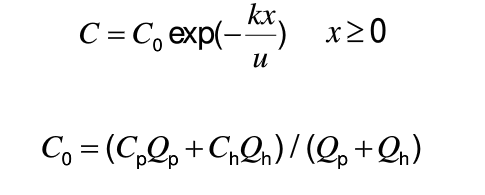 C = C₀ exp(−kx/u)   x ≥ 0
C₀ = (CₚQₚ + CₕQₕ) / (Qₚ + Qₕ)